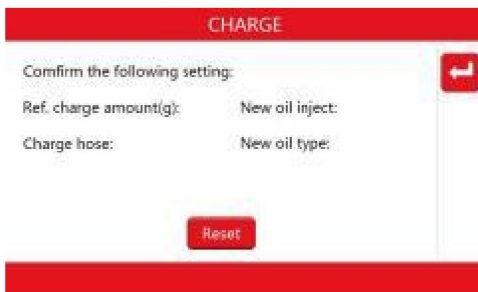 CHARGE
Comfirm the following setting:
Ref. charge amount(g): New oil inject:
Charge hose: New oil type:
Reset